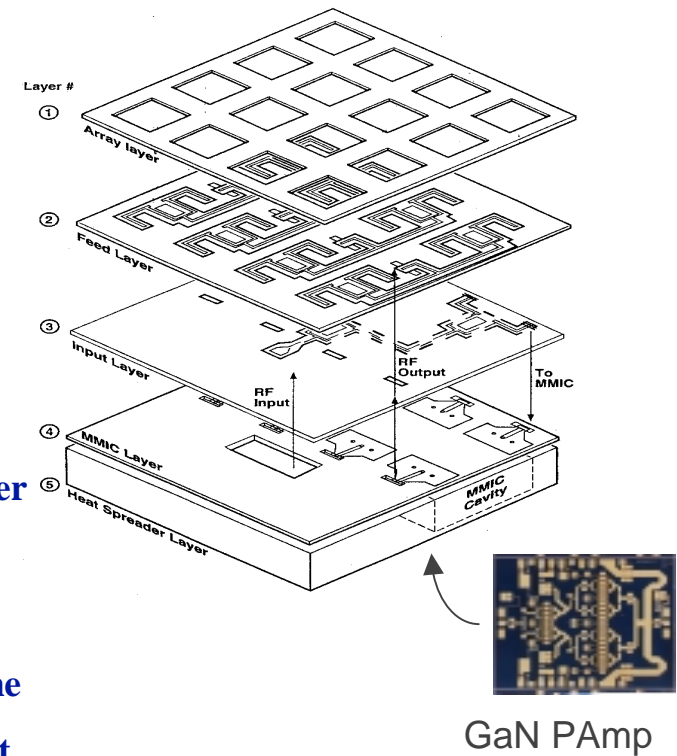 Layer #
1
Array layer
2
Feed Layer
3
Input Layer
RF
Input
RF
Output
To
MMIC
4
MMIC Layer
5
Heat Spreader Layer
MMIC
Cavity
er
ne
t
GaN PAmp